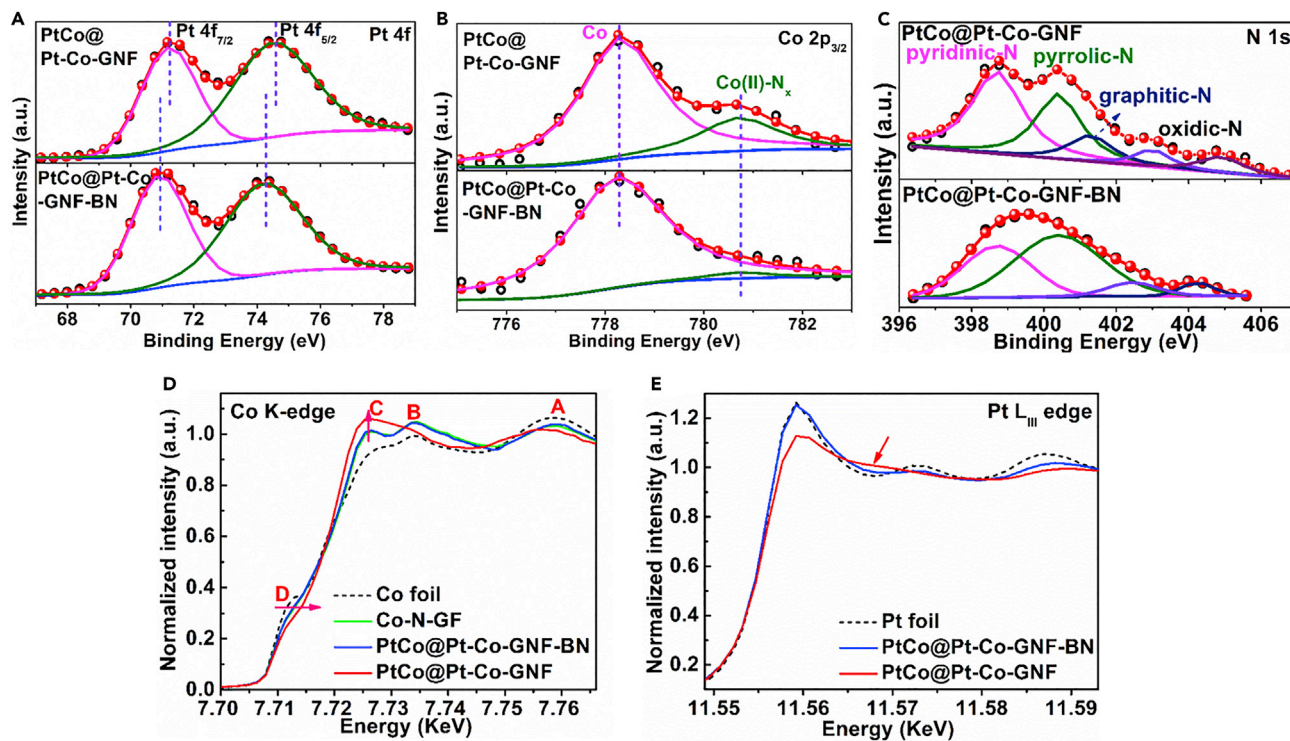 A
PtCo@
Pt-Co-GNF
Pt 4f7/2
Pt 4f5/2
Pt 4f
PtCo@Pt-Co
-GNF-BN
Intensity (a.u.)
68 70 72 74 76 78
Binding Energy (eV)
B
PtCo@
Pt-Co-GNF
Co
Co 2p3/2
Co(II)-Nx
PtCo@Pt-Co
-GNF-BN
Intensity (a.u.)
776 778 780 782
Binding Energy (eV)
C
PtCo@Pt-Co-GNF
N 1s
pyridinic-N
pyrrolic-N
graphitic-N
oxidic-N
PtCo@Pt-Co-GNF-BN
Intensity (a.u.)
396 398 400 402 404 406
Binding Energy (eV)
D
Co K-edge
C
B
A
D
Co foil
Co-N-GF
PtCo@Pt-Co-GNF-BN
PtCo@Pt-Co-GNF
Normalized intensity (a.u.)
1.0
0.8
0.6
0.4
0.2
0.0
7.70 7.71 7.72 7.73 7.74 7.75 7.76
Energy (KeV)
E
Pt LIII edge
Pt foil
PtCo@Pt-Co-GNF-BN
PtCo@Pt-Co-GNF
Normalized intensity (a.u.)
1.2
1.0
0.8
0.6
0.4
0.2
11.55 11.56 11.57 11.58 11.59
Energy (KeV)